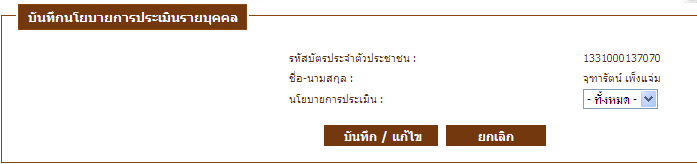 บันทึกนโยบายการประเมินรายบุคคล
รหัสบัตรประจำตัวประชาชน : 1331000137070
ชื่อ-นามสกุล : จุฑารัตน์ เพ็งแจ่ม
นโยบายการประเมิน : - ทั้งหมด -
บันทึก / แก้ไข ยกเลิก